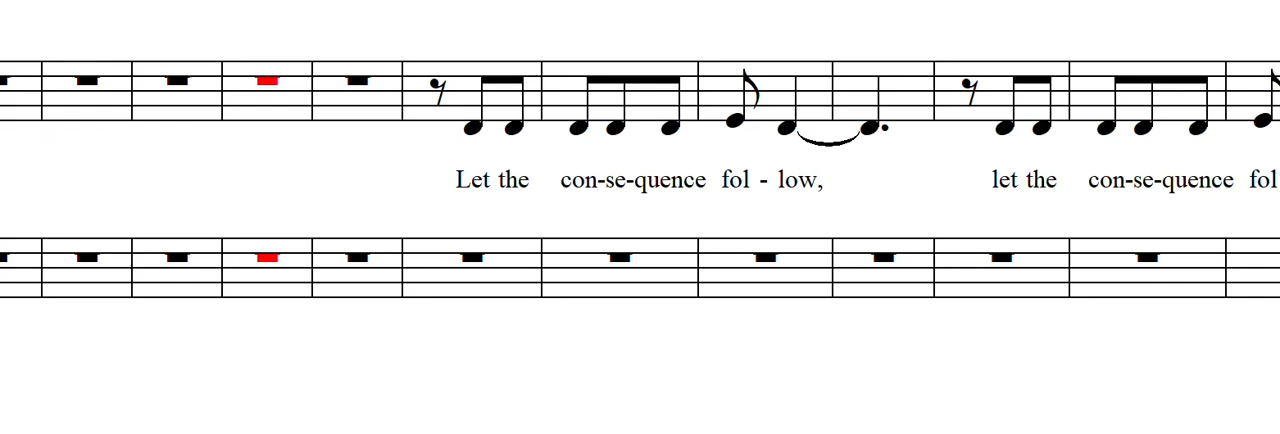 Let the con-se-quence fol - low, let the con-se-quence fol